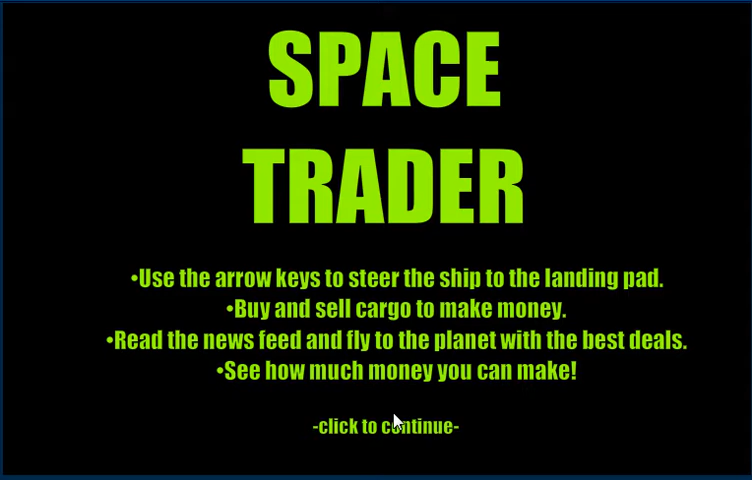 SPACE
TRADER
•Use the arrow keys to steer the ship to the landing pad.
•Buy and sell cargo to make money.
•Read the news feed and fly to the planet with the best deals.
•See how much money you can make!
-click to continue-